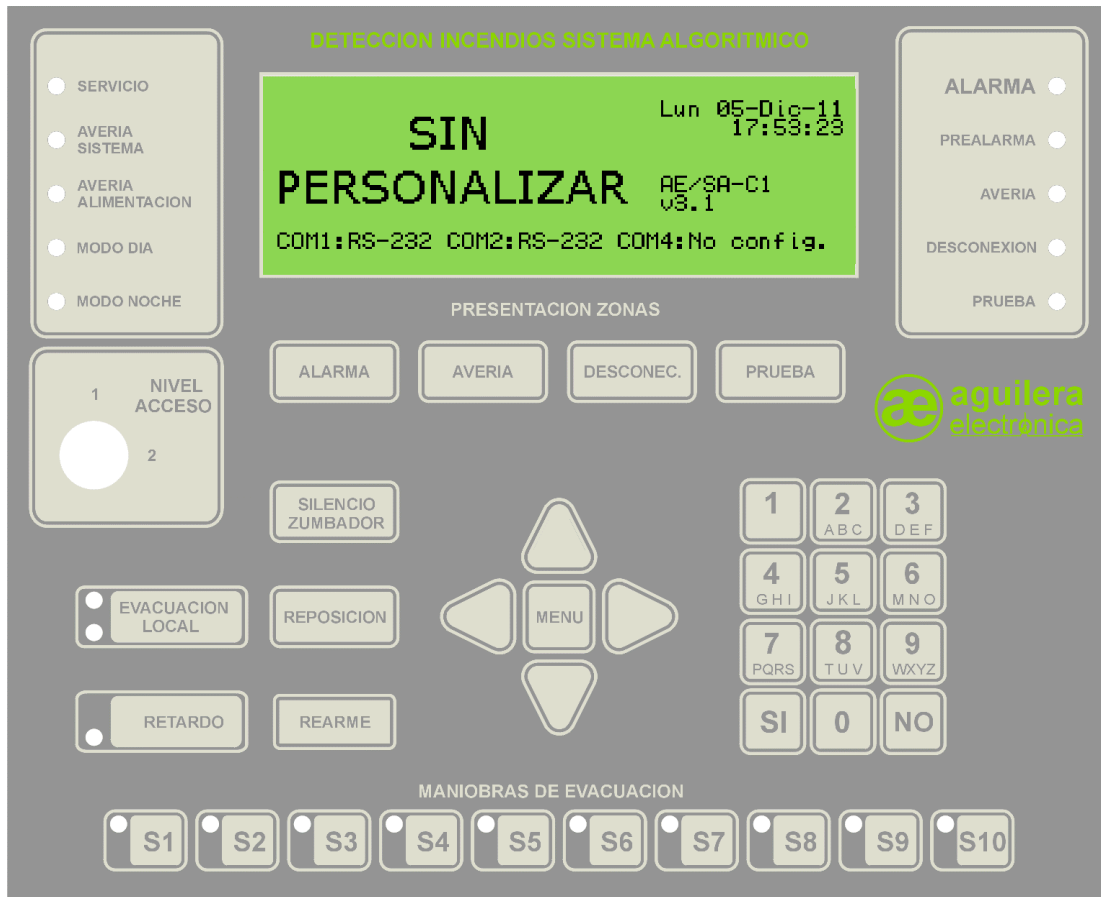 DETECCION INCENDIOS SISTEMA ALGORITMICO
SERVICIO
AVERIA
SISTEMA
AVERIA
ALIMENTACION
MODO DIA
MODO NOCHE
SIN
PERSONALIZAR
Lun 05-Dic-11
17:53:23
AE/SA-C1
v3.1
COM1:RS-232 COM2:RS-232 COM4:No config.
ALARMA
PREALARMA
AVERIA
DESCONEXION
PRUEBA
PRESENTACION ZONAS
ALARMA
AVERIA
DESCONEC.
PRUEBA
1
NIVEL
ACCESO
2
æ aguilera
electrónica
SILENCIO
ZUMBADOR
EVACUACION
LOCAL
REPOSICION
RETARDO
REARME
MENU
1
2
ABC
3
DEF
4
GHI
5
JKL
6
MNO
7
PQRS
8
TUV
9
WXYZ
SI
0
NO
MANIOBRAS DE EVACUACION
S1
S2
S3
S4
S5
S6
S7
S8
S9
S10